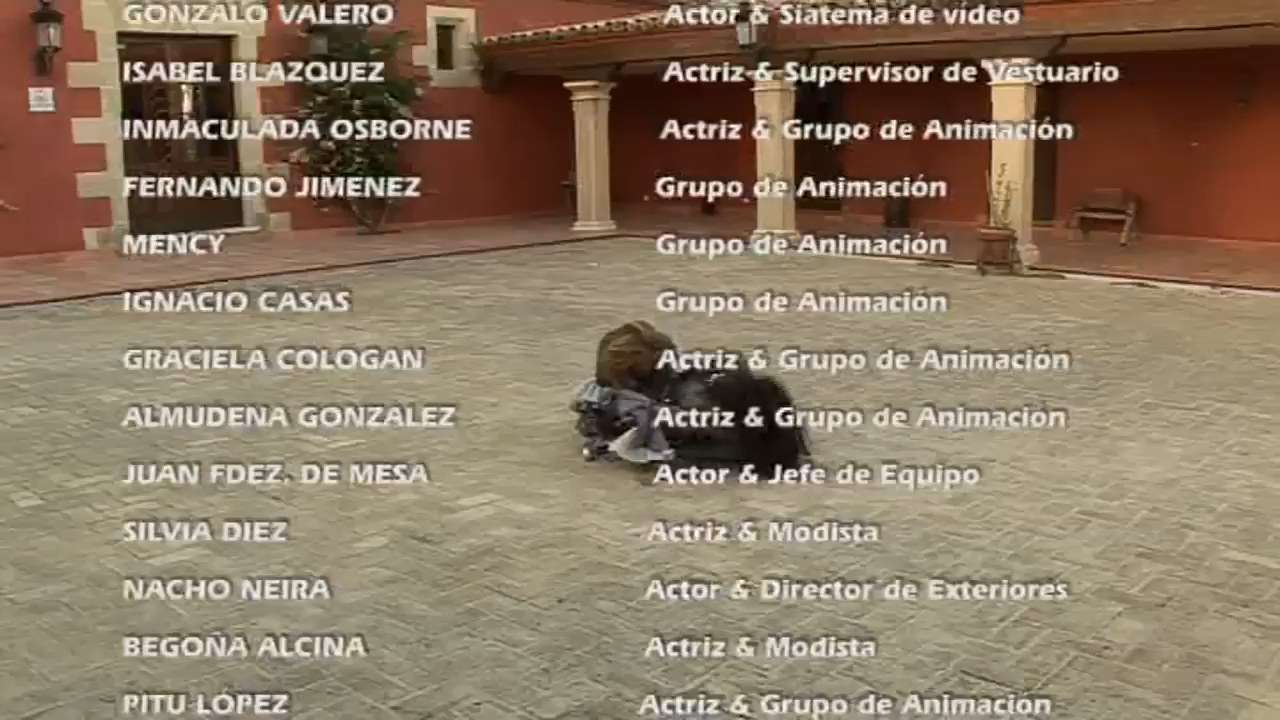 GONZALO VALERO Actor & Siatema de vídeo
ISABEL BLAZQUEZ Actriz & Supervisor de Vestuario
INMACULADA OSBORNE Actriz & Grupo de Animación
FERNANDO JIMENEZ Grupo de Animación
MENCY Grupo de Animación
IGNACIO CASAS Grupo de Animación
GRACIELA COLOGAN Actriz & Grupo de Animación
ALMUDENA GONZALEZ Actriz & Grupo de Animación
JUAN FDEZ. DE MESA Actor & Jefe de Equipo
SILVIA DIEZ Actriz & Modista
NACHO NEIRA Actor & Director de Exteriores
BEGOÑA ALCINA Actriz & Modista
PITU LÓPEZ Actriz & Grupo de Animación